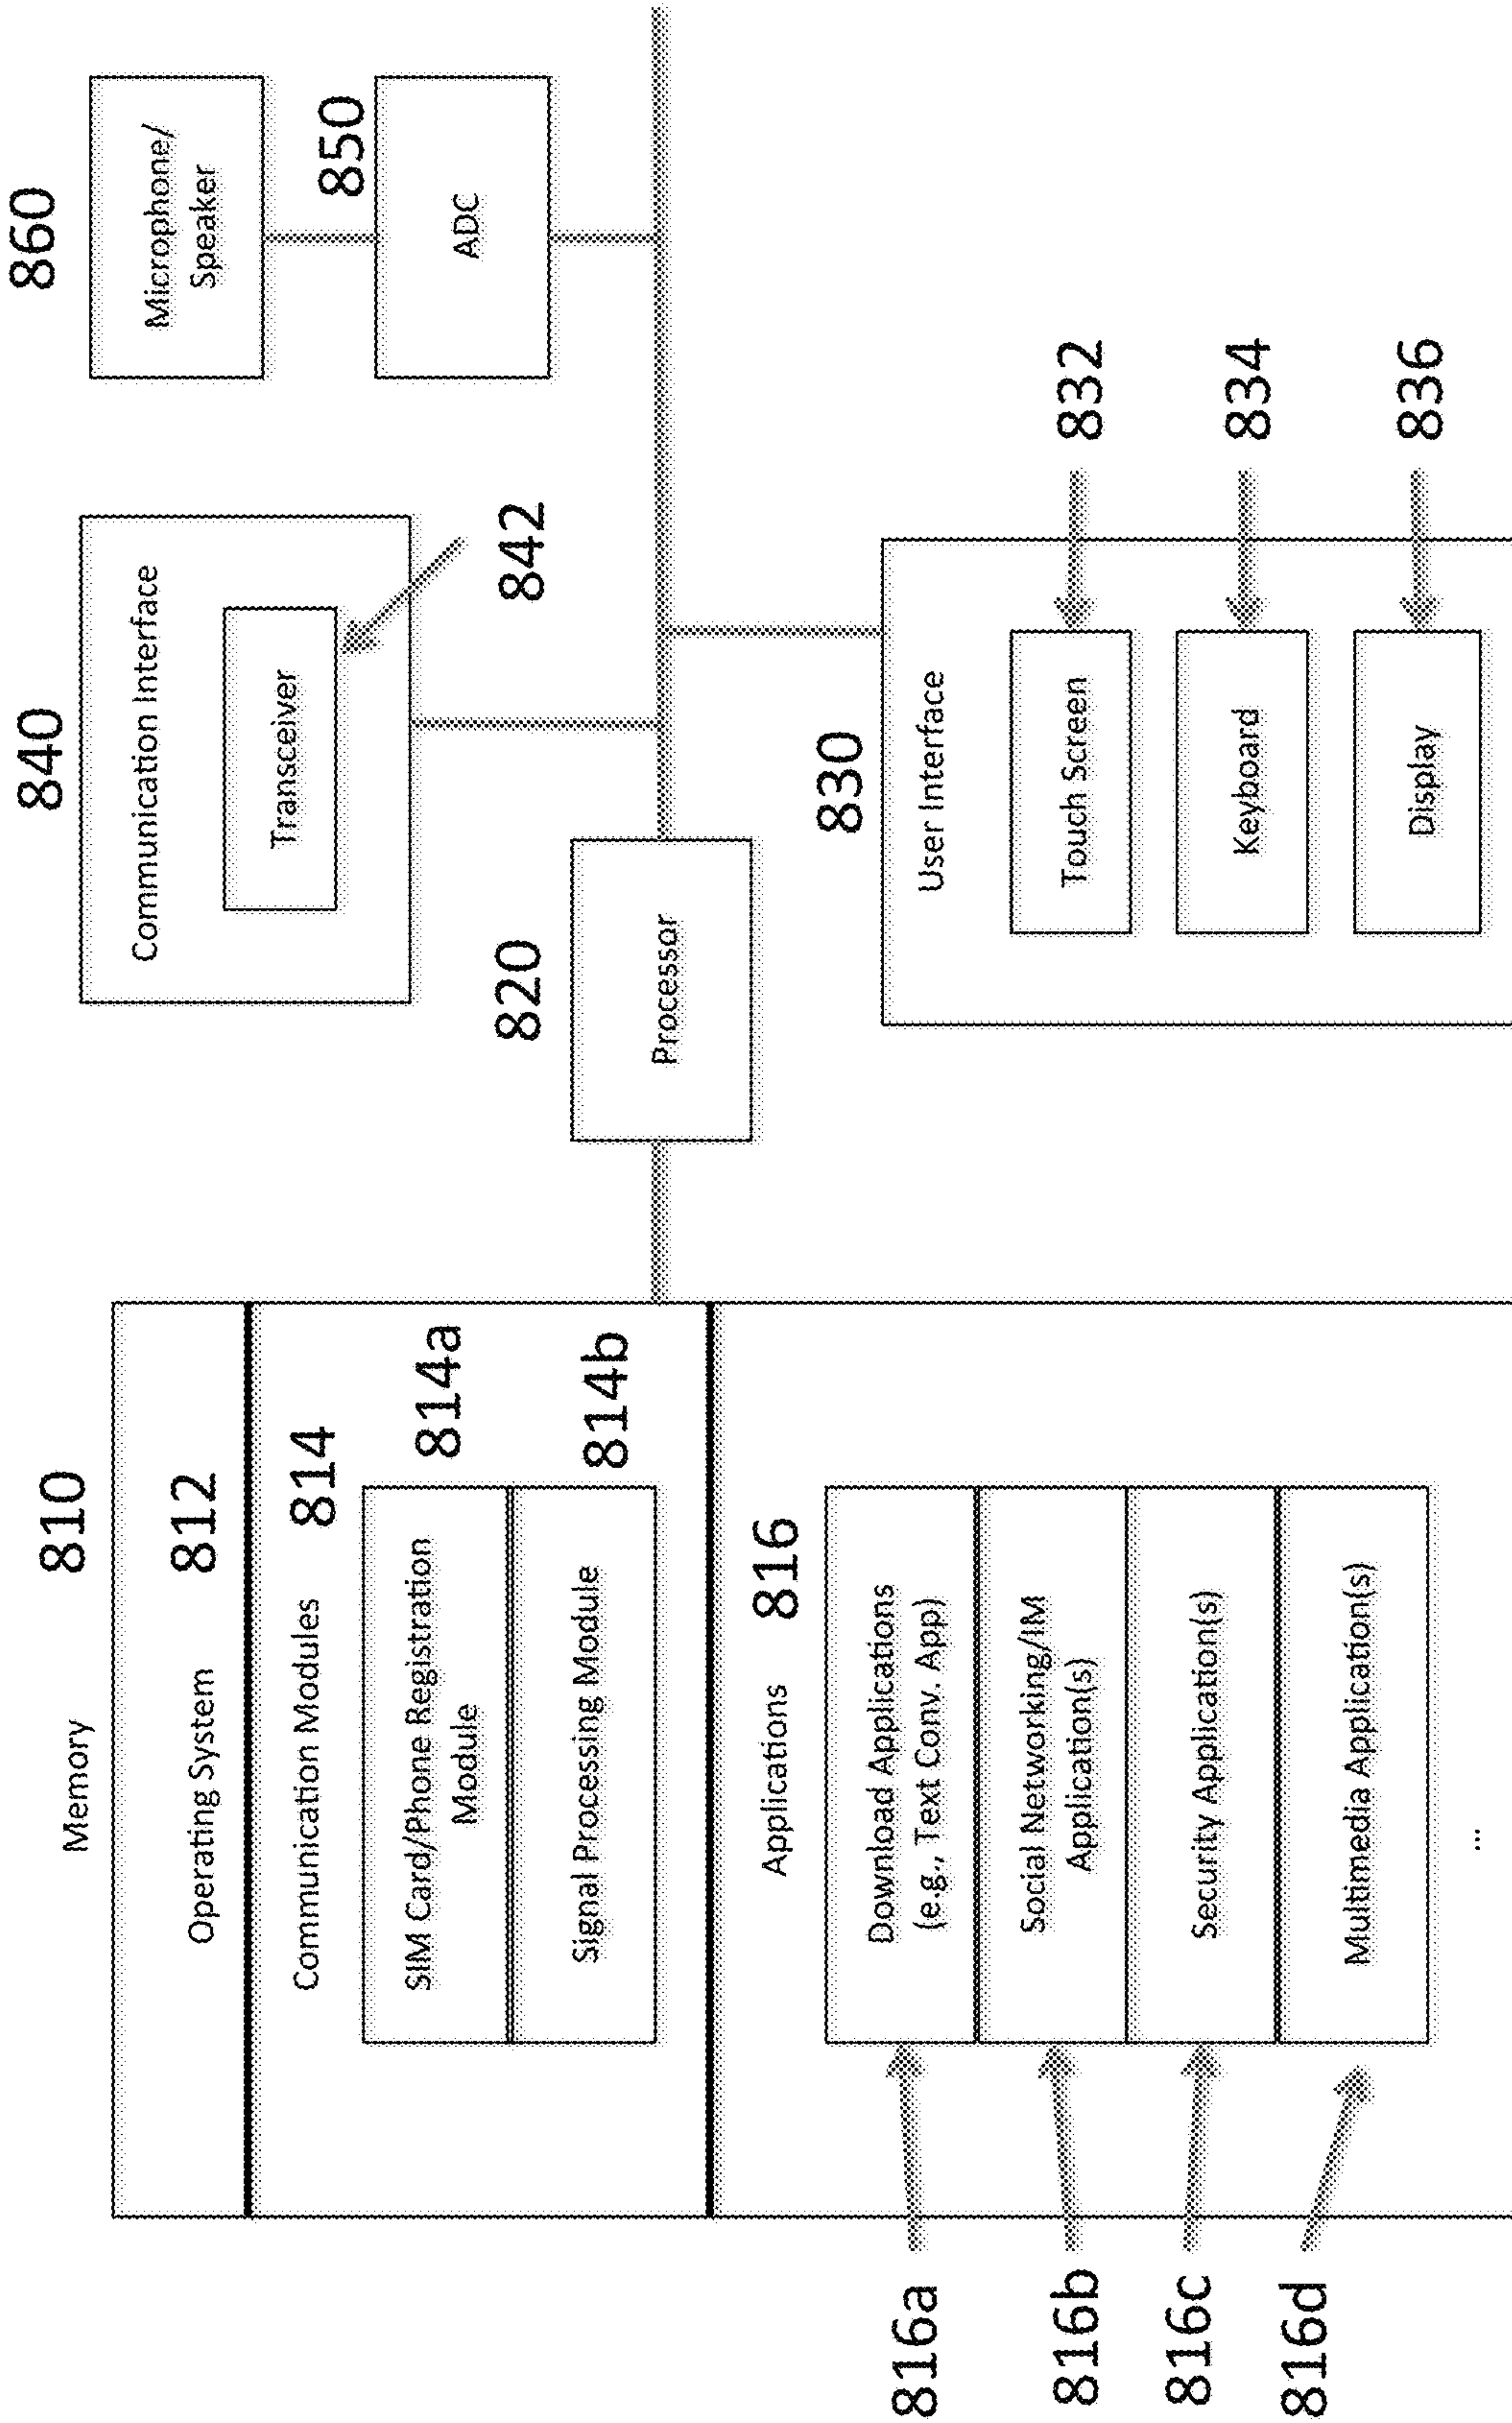 810
Memory
Operating System
812
Communication Modules
814
SIM Card/Phone Registration
Module
814a
Signal Processing Module
814b
Applications
816
816a
Download Applications
(e.g., Text Conv. App)
816b
Social Networking/IM
Application(s)
816c
Security Application(s)
816d
Multimedia Application(s)
...
820
Processor
840
Communication Interface
Transceiver
842
860
Microphone/
Speaker
850
ADC
830
User Interface
Touch Screen
832
Keyboard
834
Display
836